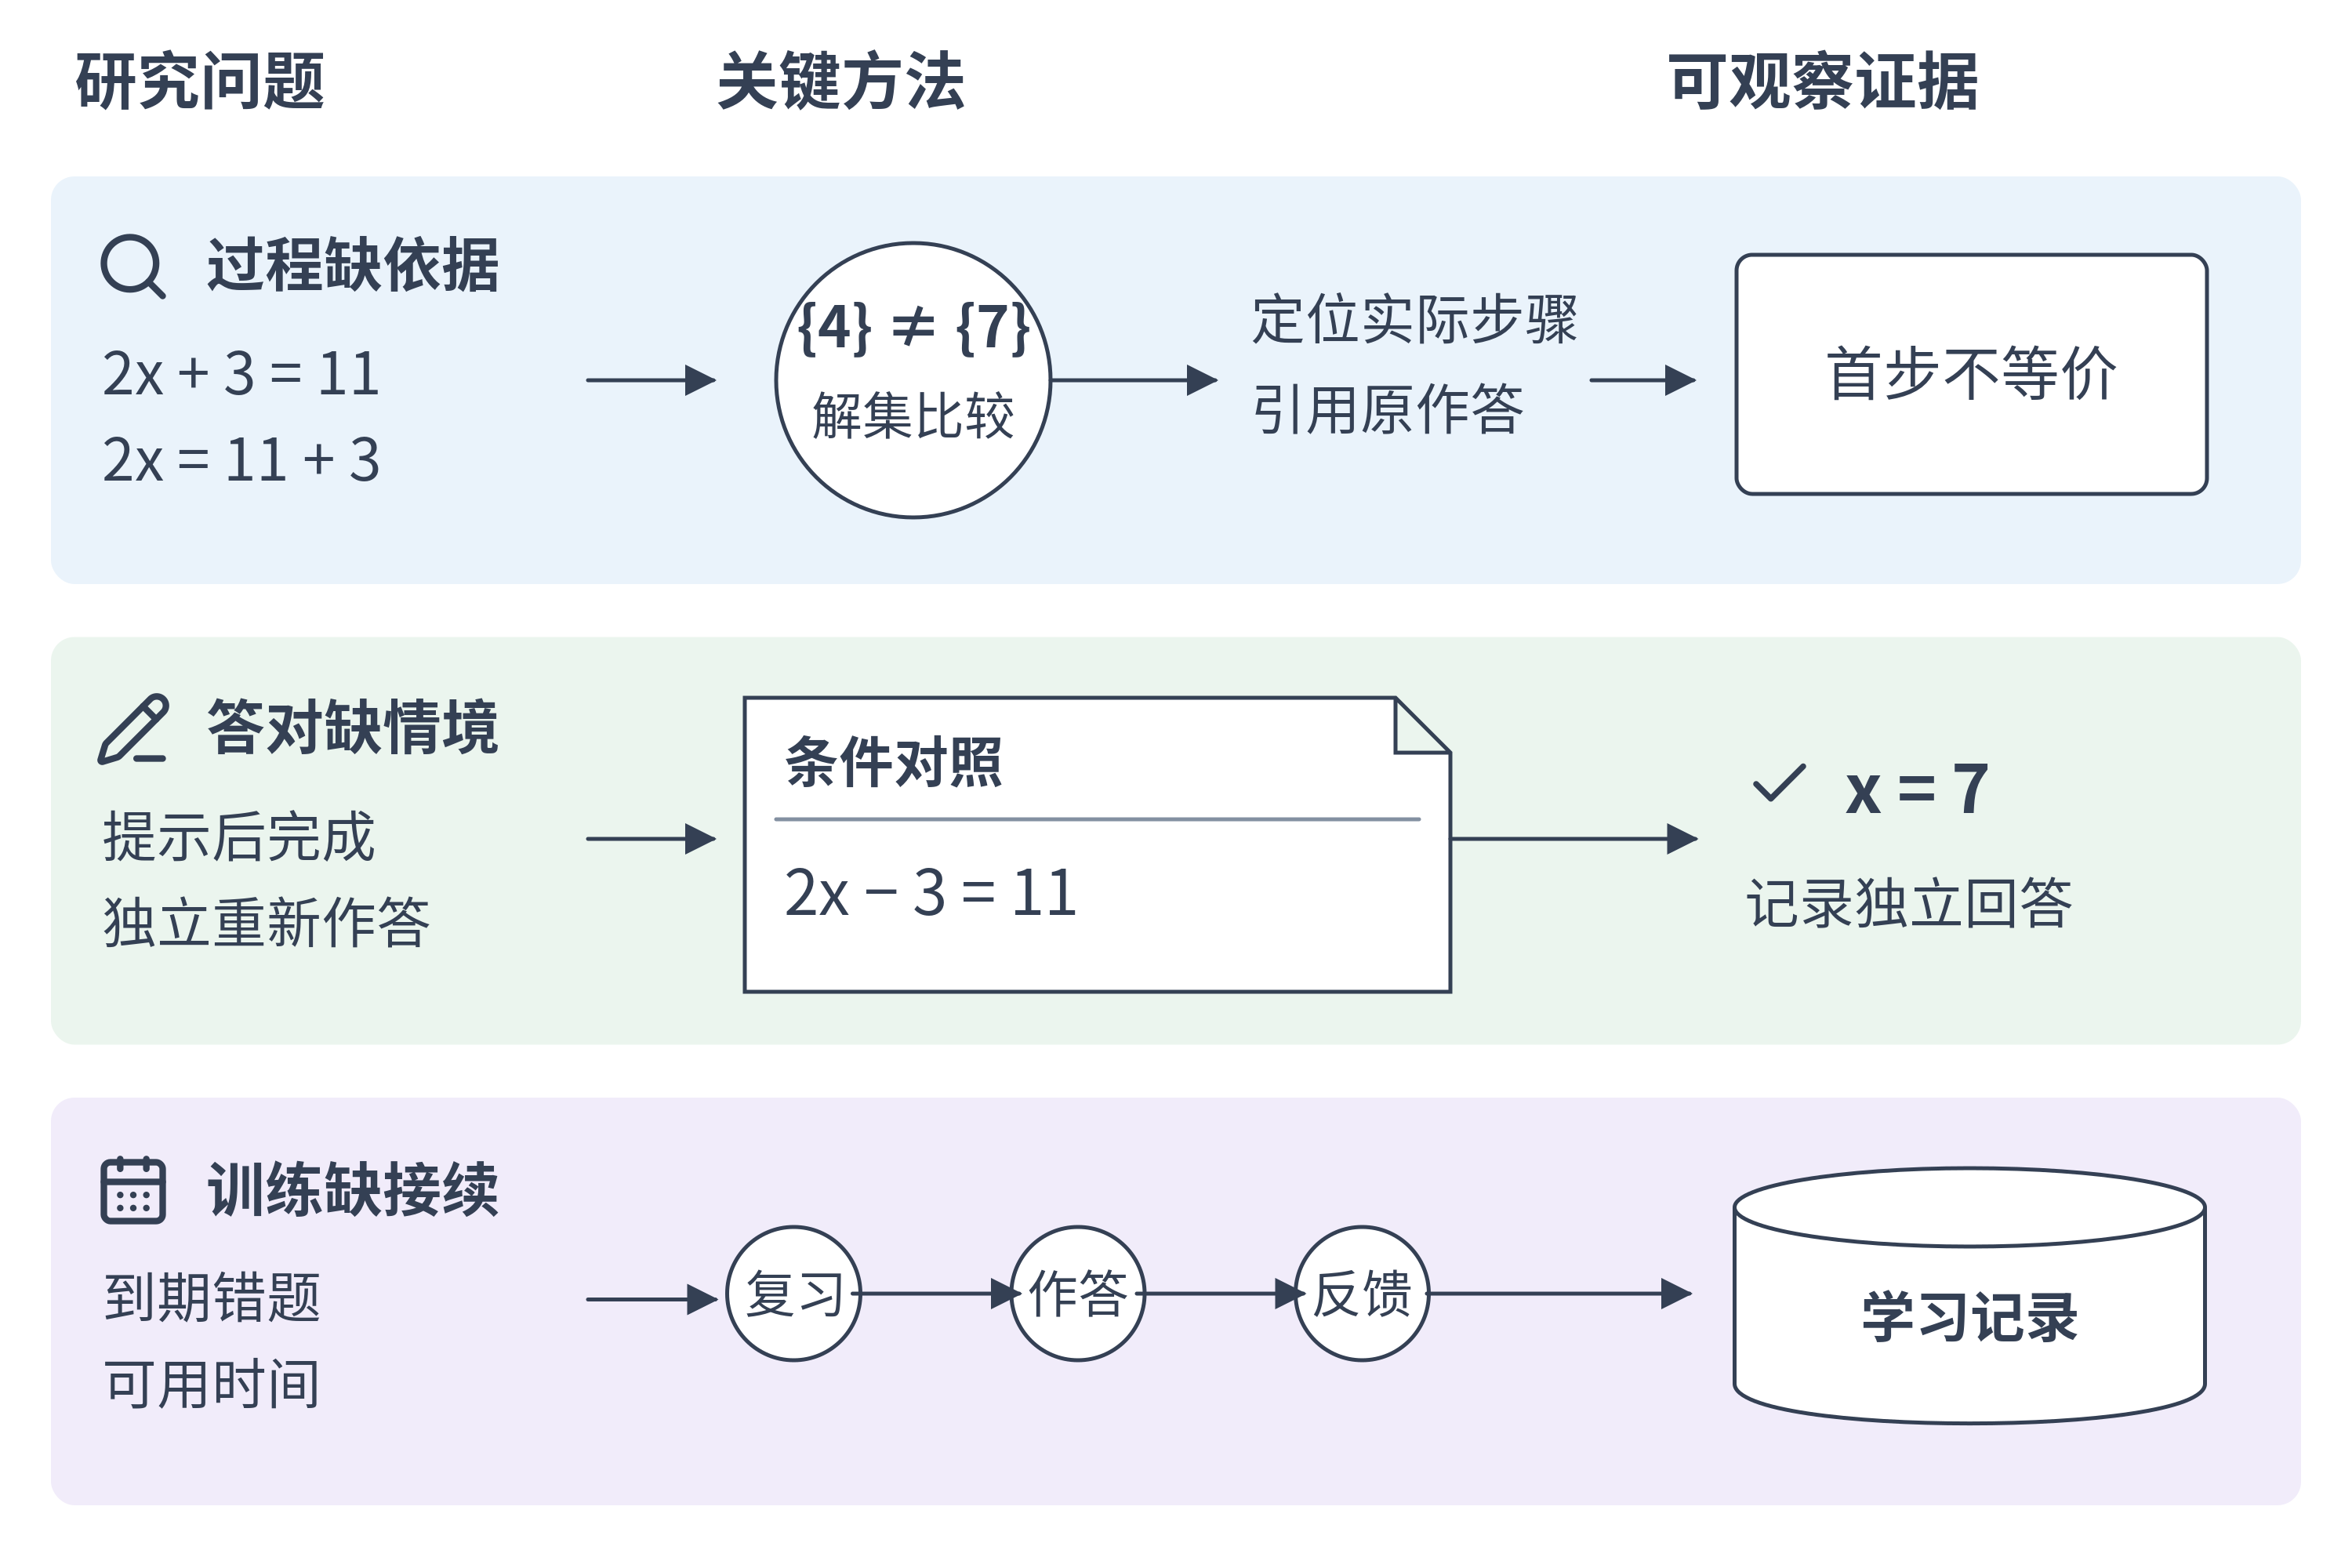 研究问题
关键方法
可观察证据
过程缺依据
2x + 3 = 11
2x = 11 + 3
{4} ≠ {7}
解集比较
定位实际步骤
引用原作答
首步不等价
答对缺情境
提示后完成
独立重新作答
条件对照
2x − 3 = 11
x = 7
记录独立回答
训练缺接续
到期错题
可用时间
复习
作答
反馈
学习记录